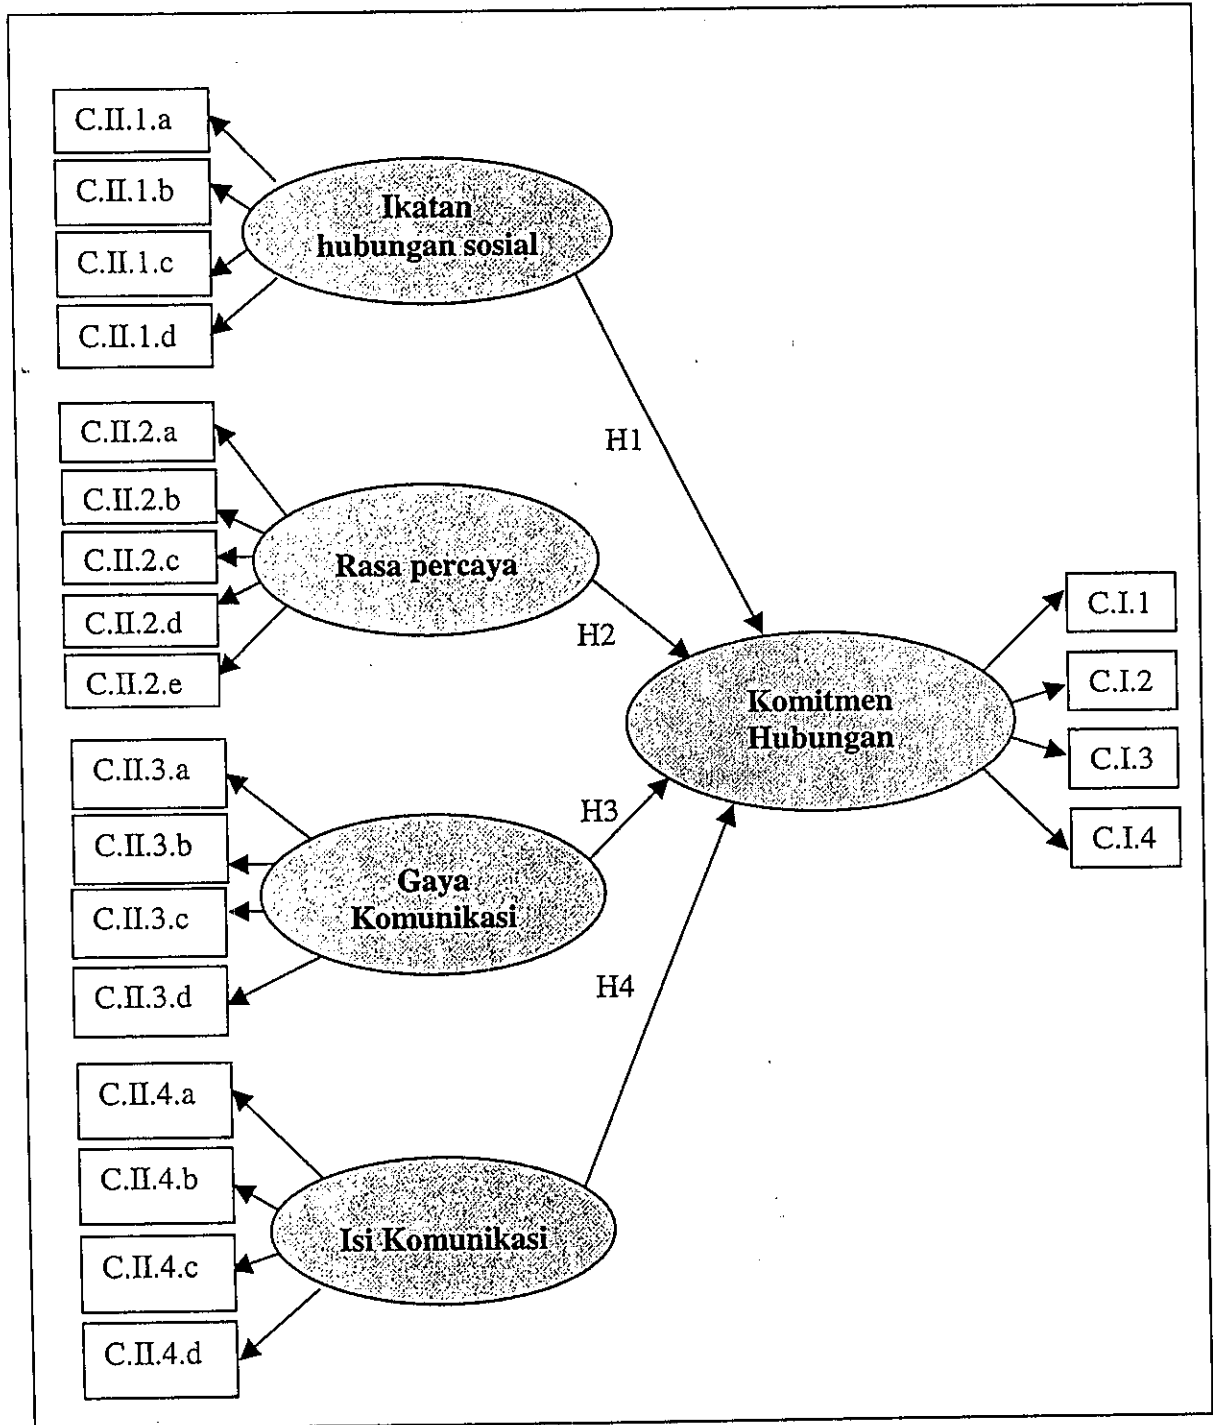 C.II.1.a
C.II.1.b
C.II.1.c
C.II.1.d
Ikatan
hubungan sosial
H1
C.II.2.a
C.II.2.b
C.II.2.c
C.II.2.d
C.II.2.e
Rasa percaya
H2
C.II.3.a
C.II.3.b
C.II.3.c
C.II.3.d
Gaya
Komunikasi
H3
C.II.4.a
C.II.4.b
C.II.4.c
C.II.4.d
Isi Komunikasi
H4
Komitmen
Hubungan
C.I.1
C.I.2
C.I.3
C.I.4